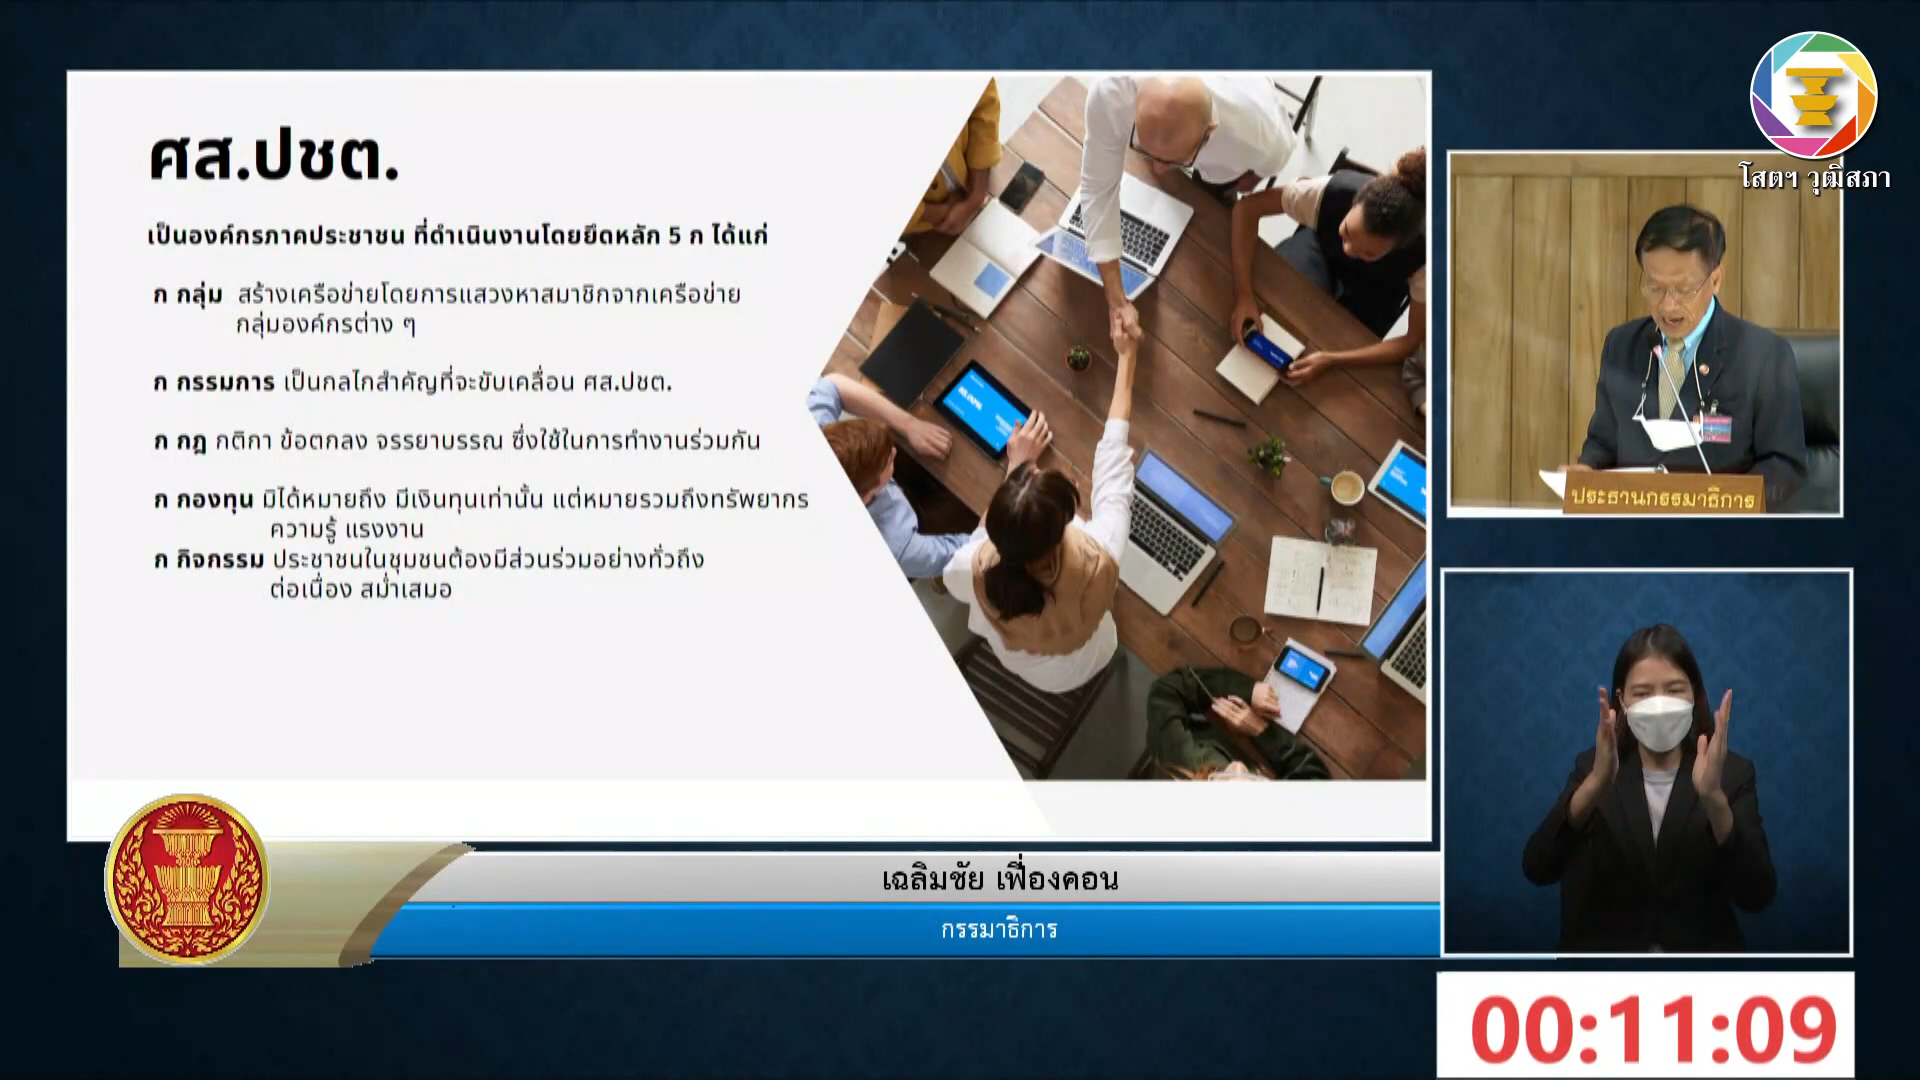 ศส.ปชต.
เป็นองค์กรภาคประชาชน ที่ดำเนินงานโดยยึดหลัก 5 ก ได้แก่
ก กลุ่ม สร้างเครือข่ายโดยการแสวงหาสมาชิกจากเครือข่าย
กลุ่มองค์กรต่าง ๆ
ก กรรมการ เป็นกลไกสำคัญที่จะขับเคลื่อน ศส.ปชต.
ก กฎ กติกา ข้อตกลง จรรยาบรรณ ซึ่งใช้ในการทำงานร่วมกัน
ก กองทุน มิได้หมายถึง มีเงินทุนเท่านั้น แต่หมายรวมถึงทรัพยากร
ความรู้ แรงงาน
ก กิจกรรม ประชาชนในชุมชนต้องมีส่วนร่วมอย่างทั่วถึง
ต่อเนื่อง สม่ำเสมอ
โสตฯ วุฒิสภา
ประธานกรรมาธิการ
เฉลิมชัย เฟื่องคอน
กรรมาธิการ
00:11:09